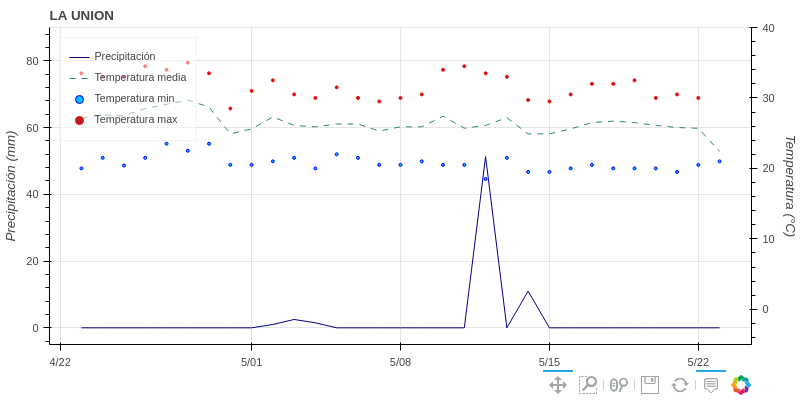 LA UNION
Precipitación
Temperatura media
Temperatura min
Temperatura max
Precipitación (mm)
80
60
40
20
0
Temperatura (°C)
40
30
20
10
0
4/22
5/01
5/08
5/15
5/22